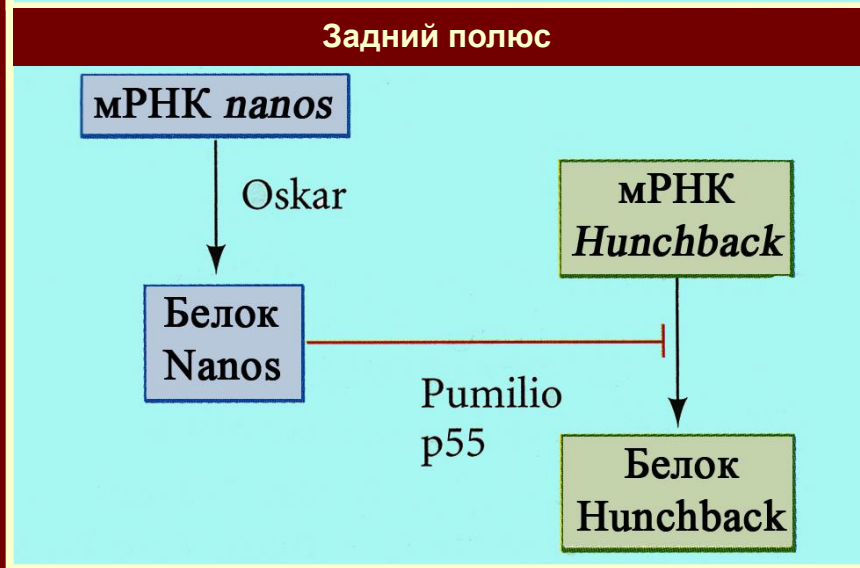 Задний полюс
мРНК nanos
Oskar
мРНК
Hunchback
Белок
Nanos
Pumilio
p55
Белок
Hunchback